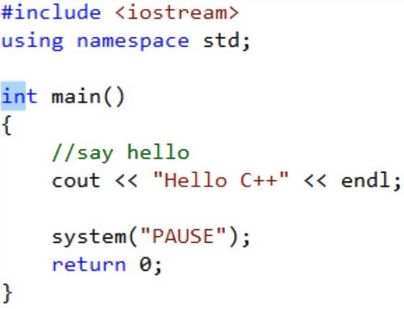 #include <iostream>
using namespace std;
int main()
{
//say hello
cout << "Hello C++" << endl;
system("PAUSE");
return 0;
}